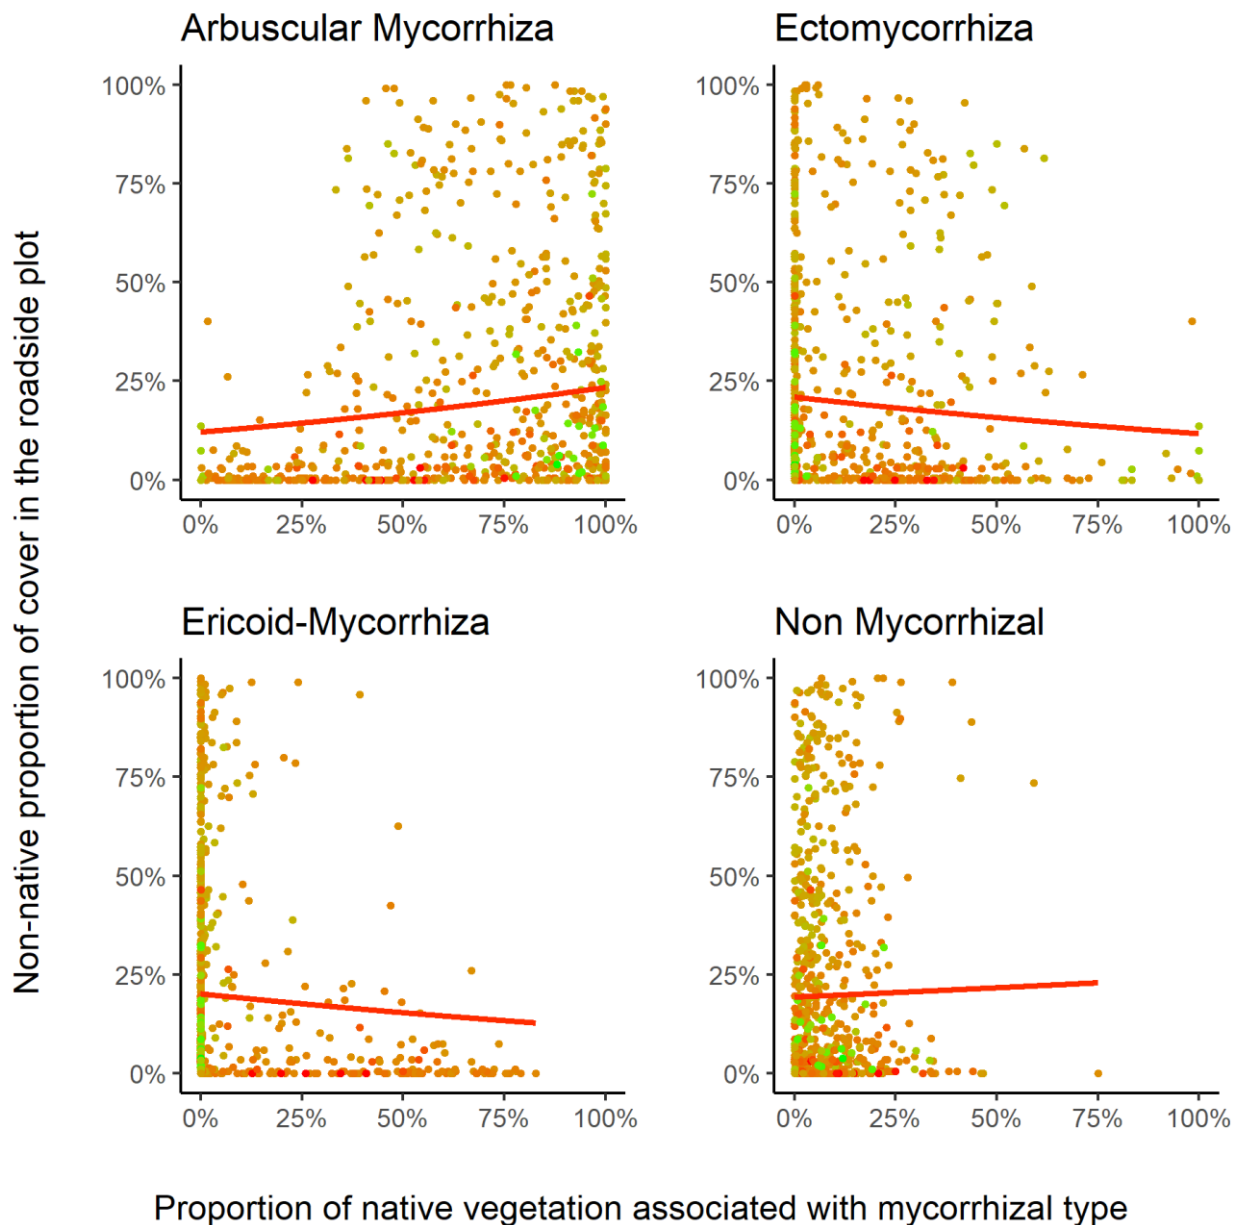 Arbuscular Mycorrhiza
Ectomycorrhiza
100%
75%
50%
25%
0%
0% 25% 50% 75% 100%
100%
75%
50%
25%
0%
0% 25% 50% 75% 100%
Ericoid-Mycorrhiza
Non Mycorrhizal
100%
75%
50%
25%
0%
0% 25% 50% 75% 100%
100%
75%
50%
25%
0%
0% 25% 50% 75% 100%
Non-native proportion of cover in the roadside plot
Proportion of native vegetation associated with mycorrhizal type